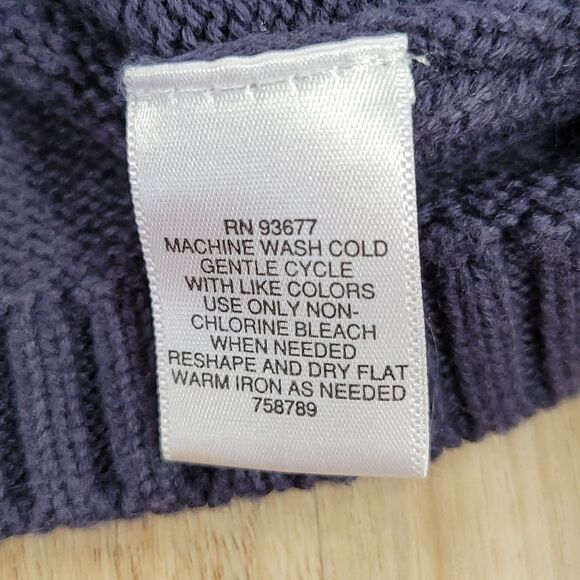 RN 93677
MACHINE WASH COLD
GENTLE CYCLE
WITH LIKE COLORS
USE ONLY NON-
CHLORINE BLEACH
WHEN NEEDED
RESHAPE AND DRY FLAT
WARM IRON AS NEEDED
758789